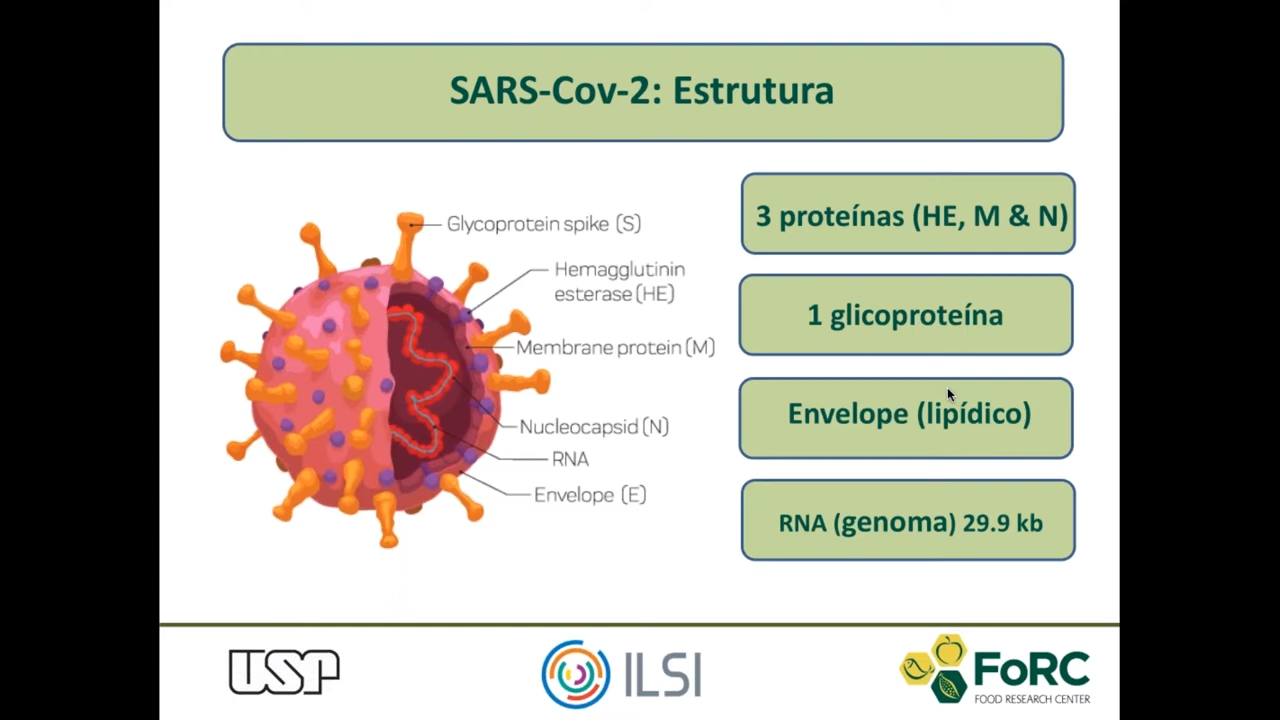 SARS-Cov-2: Estrutura
Glycoprotein spike (S)
Hemagglutinin
esterase (HE)
Membrane protein (M)
Nucleocapsid (N)
RNA
Envelope (E)
3 proteínas (HE, M & N)
1 glicoproteína
Envelope (lipídico)
RNA (genoma) 29.9 kb
USP
ILSI
FoRC
FOOD RESEARCH CENTER